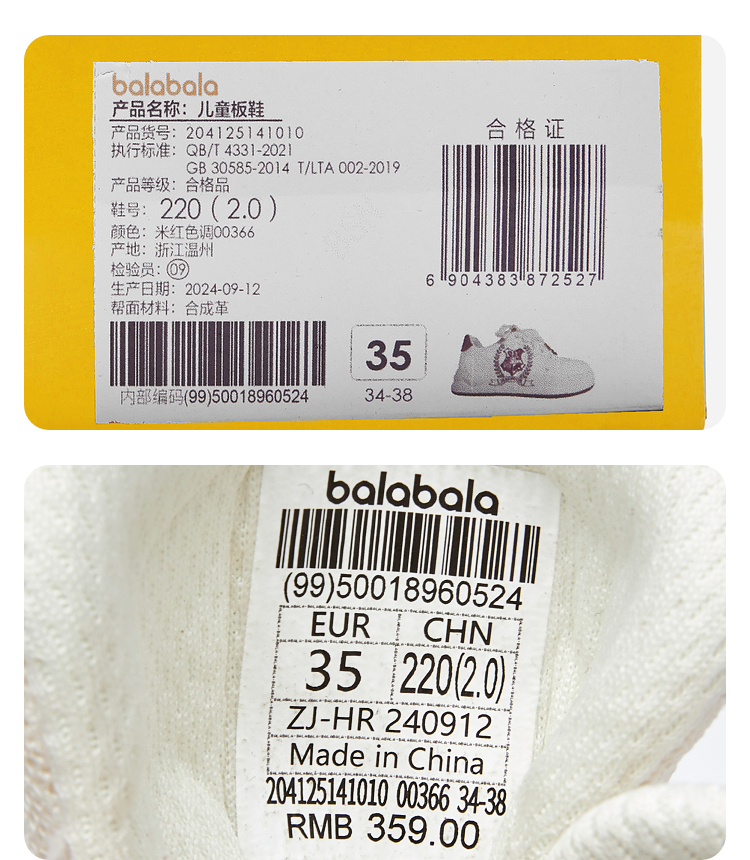 balabala
产品名称：儿童板鞋
产品货号：204125141010
执行标准：QB/T 4331-2021
GB 30585-2014 T/LTA 002-2019
产品等级：合格品
鞋号：220（2.0）
颜色：米红色调00366
产地：浙江温州
检验员：09
生产日期：2024-09-12
帮面材料：合成革
内部编码(99)50018960524
合格证
6 904383 872527
35
34-38
balabala
(99)50018960524
EUR CHN
35 220(2.0)
ZJ-HR 240912
Made in China
204125141010 00366 34-38
RMB 359.00